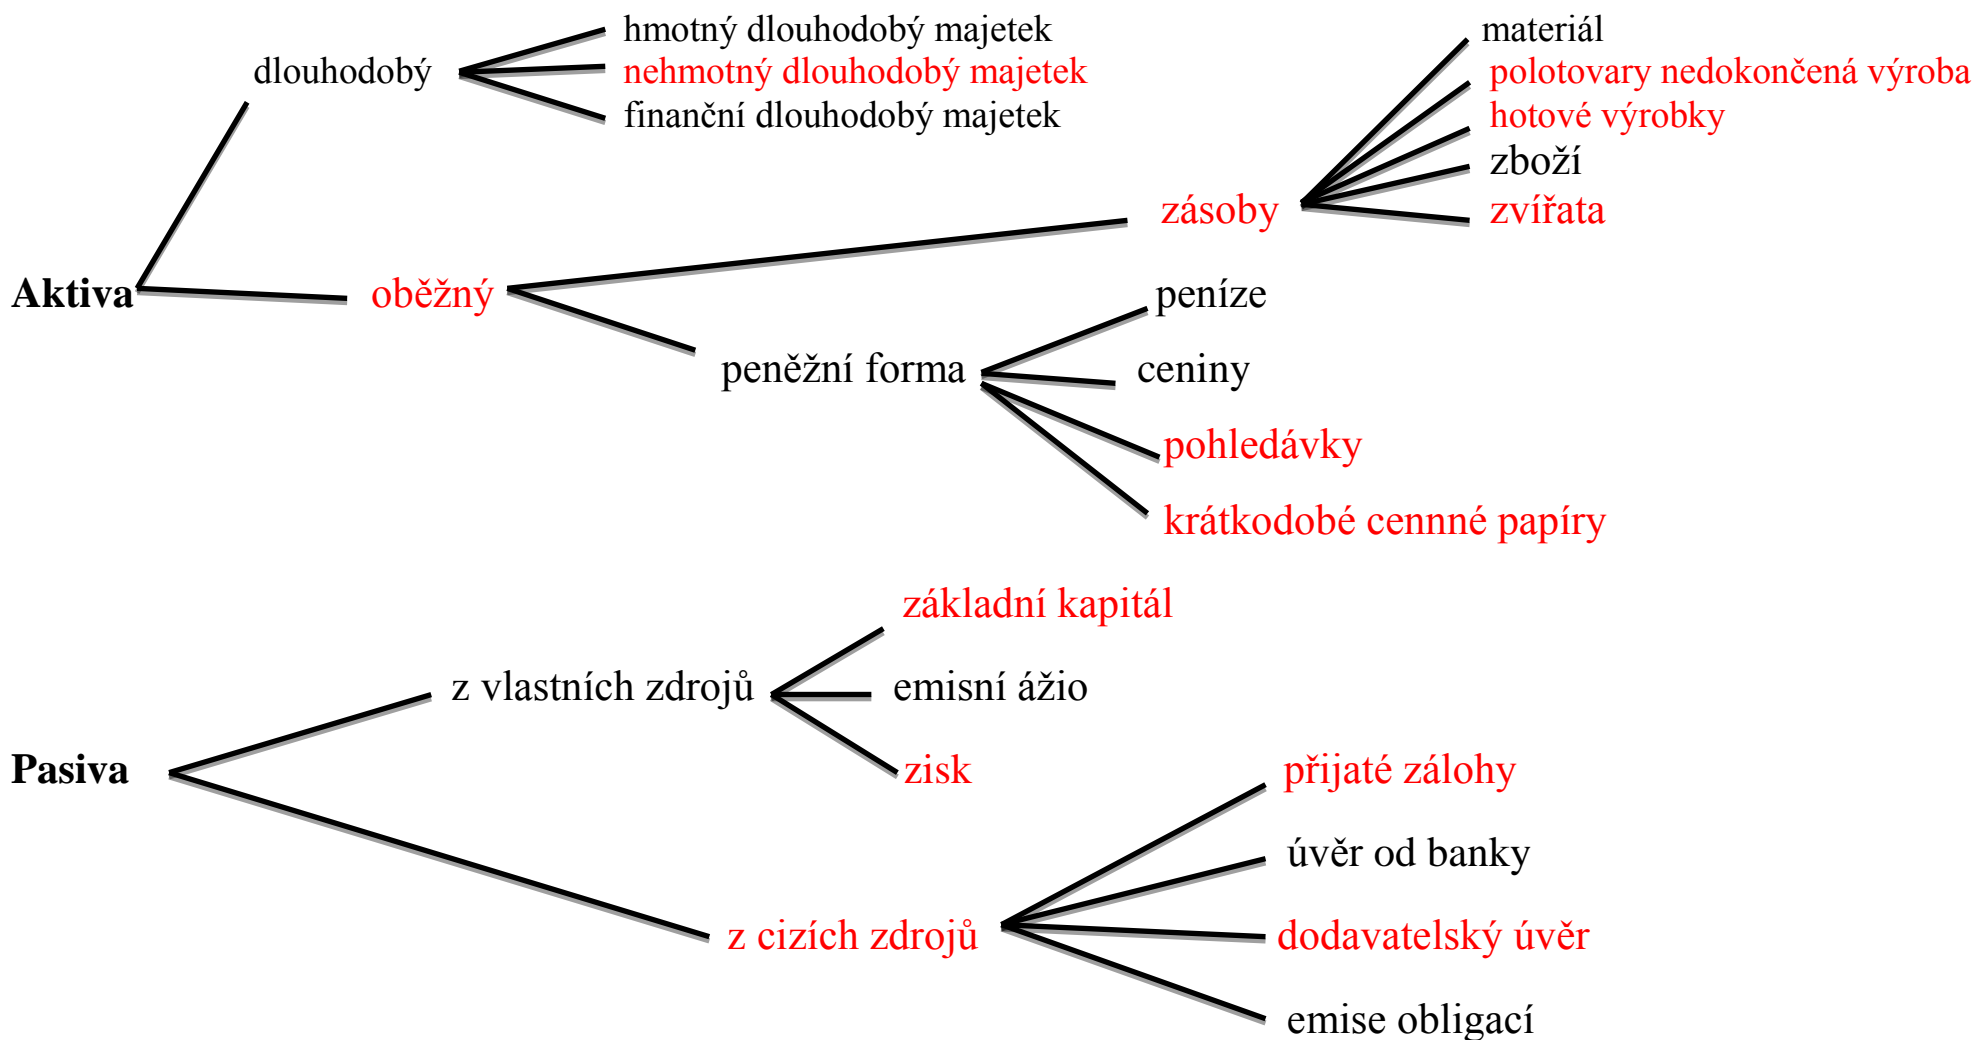 hmotný dlouhodobý majetek
materiál
dlouhodobý
nehmotný dlouhodobý majetek
polotovary nedokončená výroba
finanční dlouhodobý majetek
hotové výrobky
zboží
zásoby
zvířata
Aktiva
oběžný
peníze
peněžní forma
ceniny
pohledávky
krátkodobé cennné papíry
základní kapitál
z vlastních zdrojů
emisní ážio
Pasiva
zisk
přijaté zálohy
úvěr od banky
z cizích zdrojů
dodavatelský úvěr
emise obligací